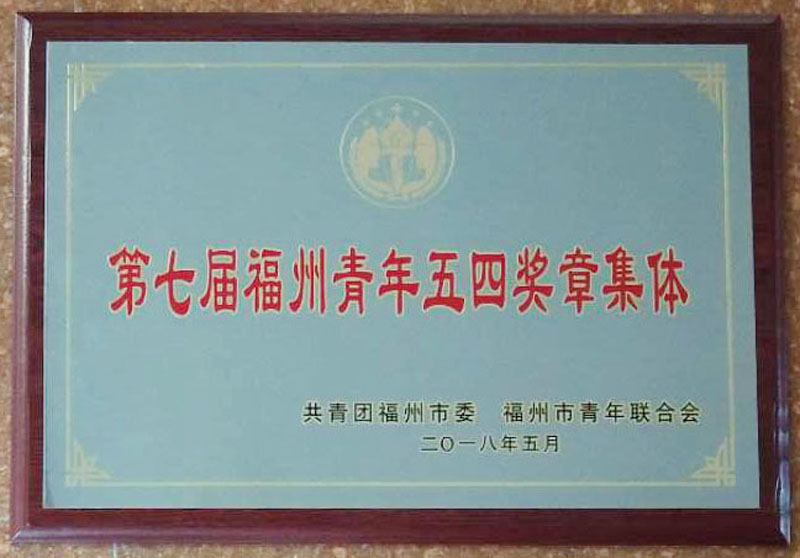 第七届福州青年五四奖章集体
共青团福州市委 福州市青年联合会
二〇一八年五月